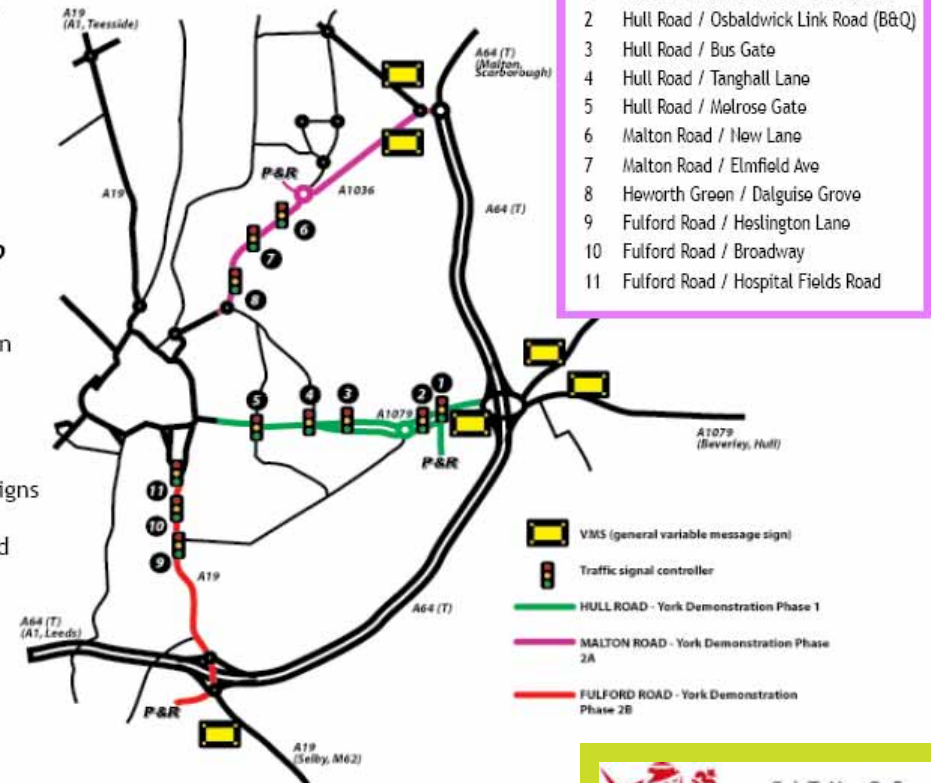 A19
(A1, Teesside)
A64 (T)
(Malton,
Scarborough)
2 Hull Road / Osbaldwick Link Road (B&Q)
3 Hull Road / Bus Gate
4 Hull Road / Tanghall Lane
5 Hull Road / Melrose Gate
6 Malton Road / New Lane
7 Malton Road / Elmfield Ave
8 Heworth Green / Dalguise Grove
9 Fulford Road / Heslington Lane
10 Fulford Road / Broadway
11 Fulford Road / Hospital Fields Road
P&R
A1036
A19
A64 (T)
6
7
8
5
4
3
2
1
A1079
P&R
A1079
(Beverley, Hull)
11
10
9
igns
A19
A64 (T)
A64 (T)
(A1, Leeds)
P&R
A19
(Selby, M62)
VMS (general variable message sign)
Traffic signal controller
HULL ROAD - York Demonstration Phase 1
MALTON ROAD - York Demonstration Phase
2A
FULFORD ROAD - York Demonstration
Phase 2B